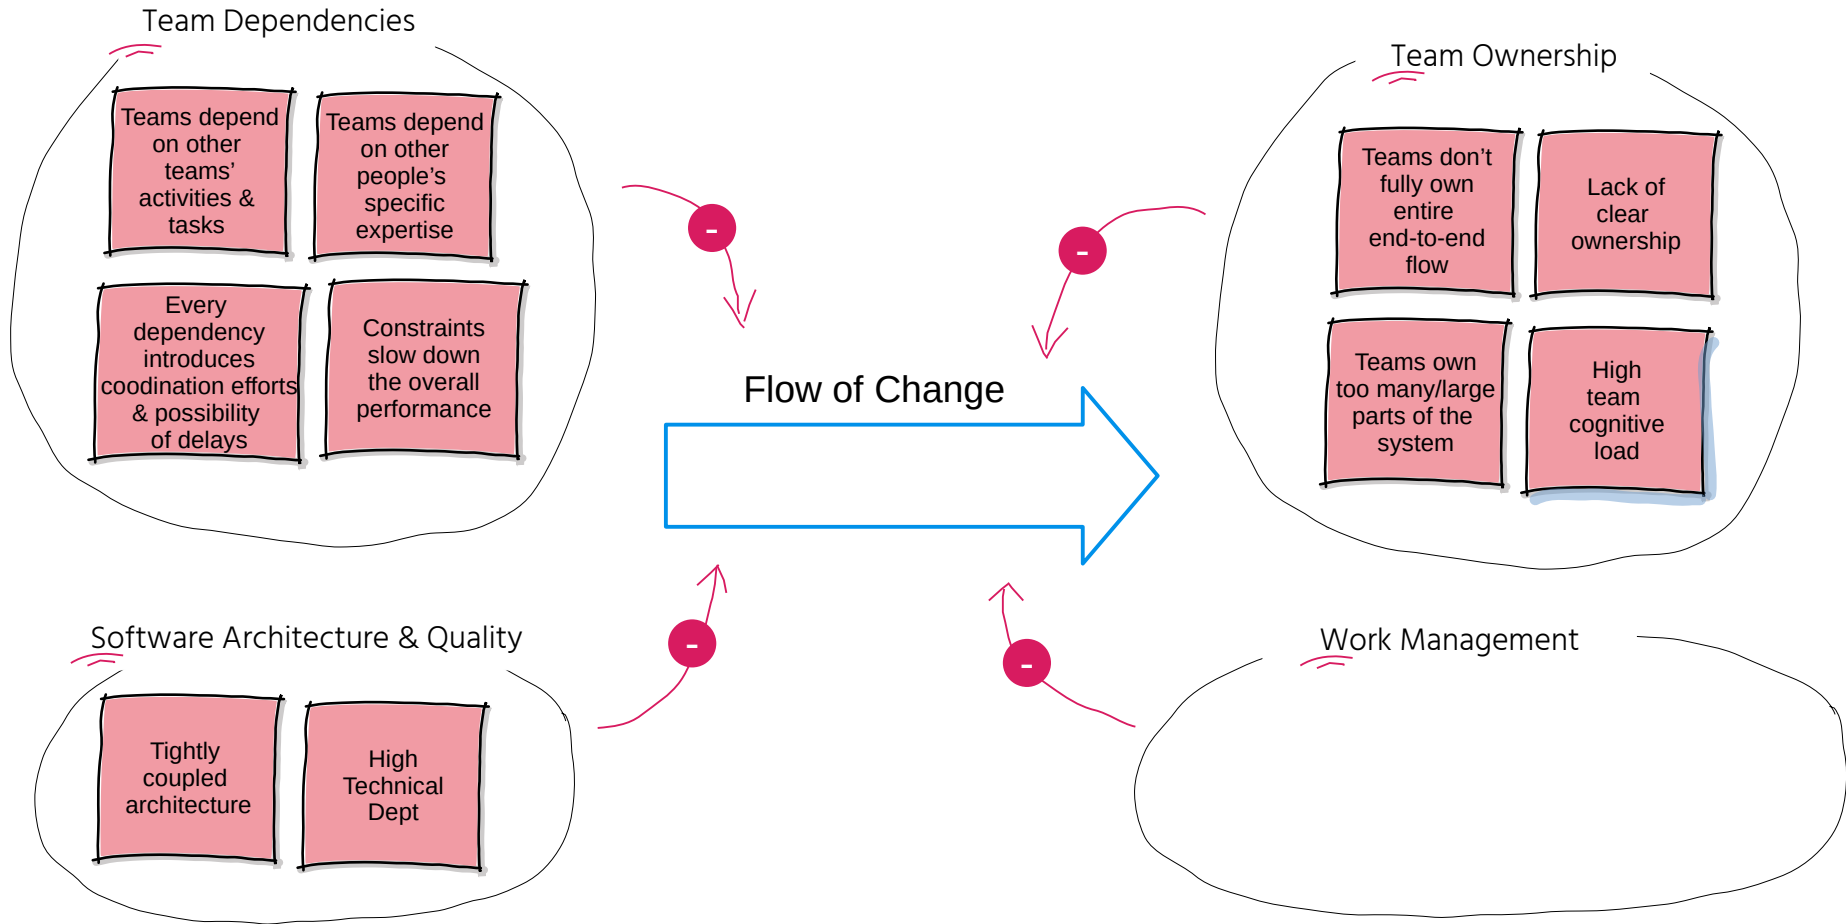 Team Dependencies
Teams depend
on other
teams’
activities &
tasks
Teams depend
on other
people’s
specific
expertise
Every
dependency
introduces
coodination efforts
& possibility
of delays
Constraints
slow down
the overall
performance
Team Ownership
Teams don’t
fully own
entire
end-to-end
flow
Lack of
clear
ownership
Teams own
too many/large
parts of the
system
High
team
cognitive
load
-
-
Flow of Change
Software Architecture & Quality
Tightly
coupled
architecture
High
Technical
Dept
-
-
Work Management